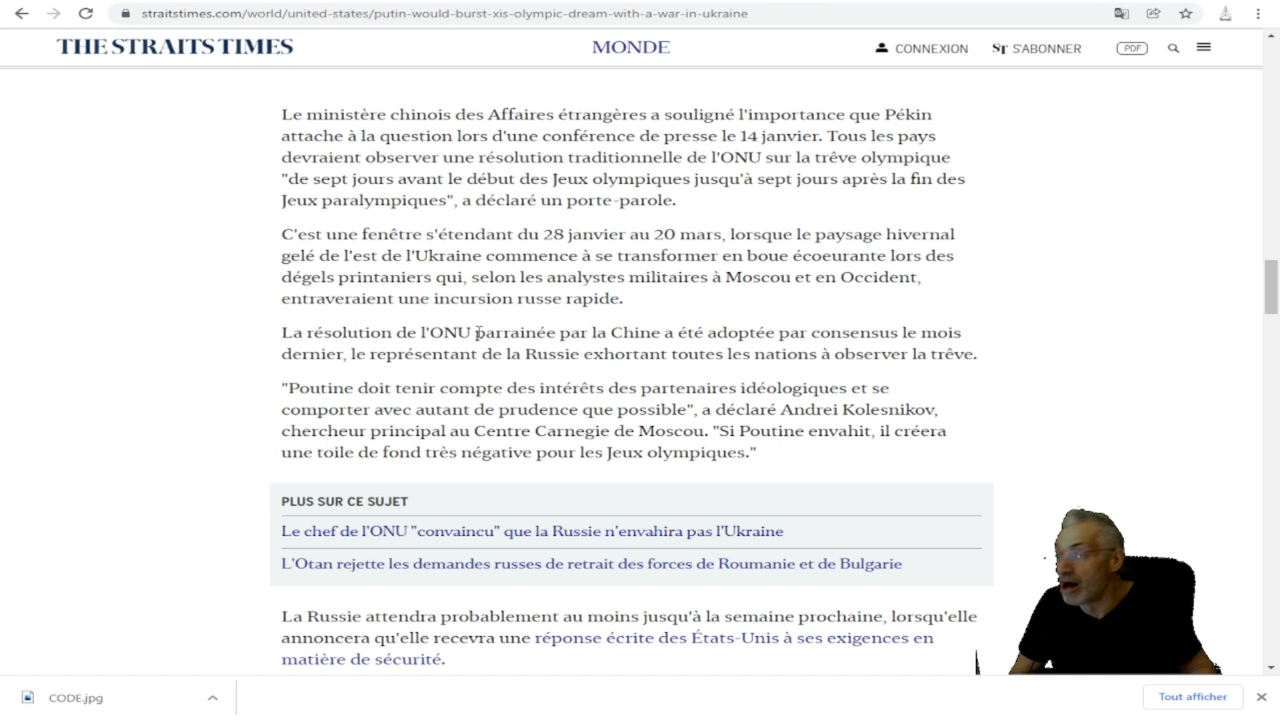 straitstimes.com/world/united-states/putin-would-burst-xis-olympic-dream-with-a-war-in-ukraine
THE STRAITS TIMES
MONDE
CONNEXION
ST S'ABONNER
PDF
Le ministère chinois des Affaires étrangères a souligné l'importance que Pékin
attache à la question lors d'une conférence de presse le 14 janvier. Tous les pays
devraient observer une résolution traditionnelle de l'ONU sur la trêve olympique
"de sept jours avant le début des Jeux olympiques jusqu'à sept jours après la fin des
Jeux paralympiques", a déclaré un porte-parole.
C'est une fenêtre s'étendant du 28 janvier au 20 mars, lorsque le paysage hivernal
gelé de l'est de l'Ukraine commence à se transformer en boue écoeurante lors des
dégels printaniers qui, selon les analystes militaires à Moscou et en Occident,
entraveraient une incursion russe rapide.
La résolution de l'ONU parrainée par la Chine a été adoptée par consensus le mois
dernier, le représentant de la Russie exhortant toutes les nations à observer la trêve.
"Poutine doit tenir compte des intérêts des partenaires idéologiques et se
comporter avec autant de prudence que possible", a déclaré Andrei Kolesnikov,
chercheur principal au Centre Carnegie de Moscou. "Si Poutine envahit, il créera
une toile de fond très négative pour les Jeux olympiques."
PLUS SUR CE SUJET
Le chef de l'ONU "convaincu" que la Russie n'envahira pas l'Ukraine
L'Otan rejette les demandes russes de retrait des forces de Roumanie et de Bulgarie
La Russie attendra probablement au moins jusqu'à la semaine prochaine, lorsqu'elle
annoncera qu'elle recevra une réponse écrite des États-Unis à ses exigences en
matière de sécurité.
CODE.jpg
Tout afficher